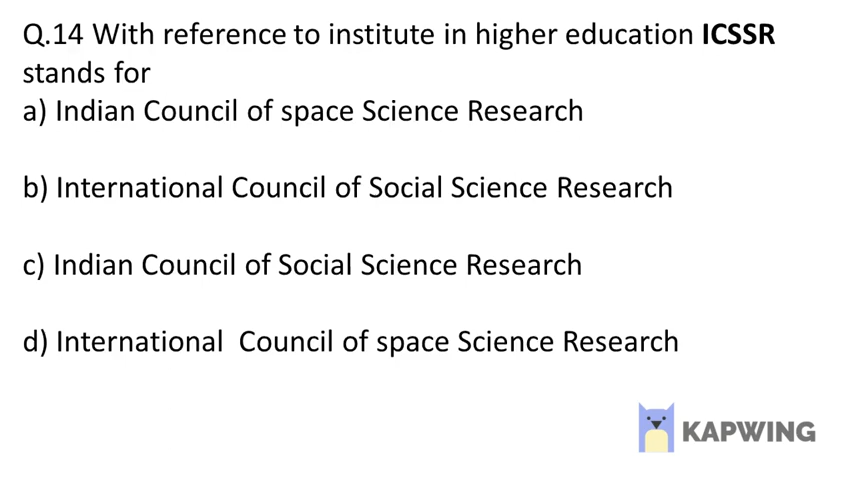 Q.14 With reference to institute in higher education ICSSR
stands for
a) Indian Council of space Science Research
b) International Council of Social Science Research
c) Indian Council of Social Science Research
d) International  Council of space Science Research
KAPWING